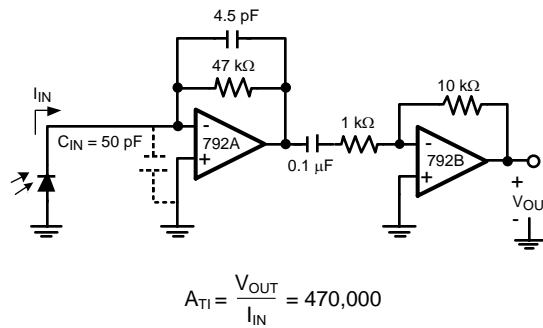 4.5 pF
47 kΩ
I_IN
C_IN = 50 pF
-
+
792A
0.1 µF
1 kΩ
10 kΩ
-
+
792B
+
V_OU
-
A_TI = V_OUT / I_IN = 470,000